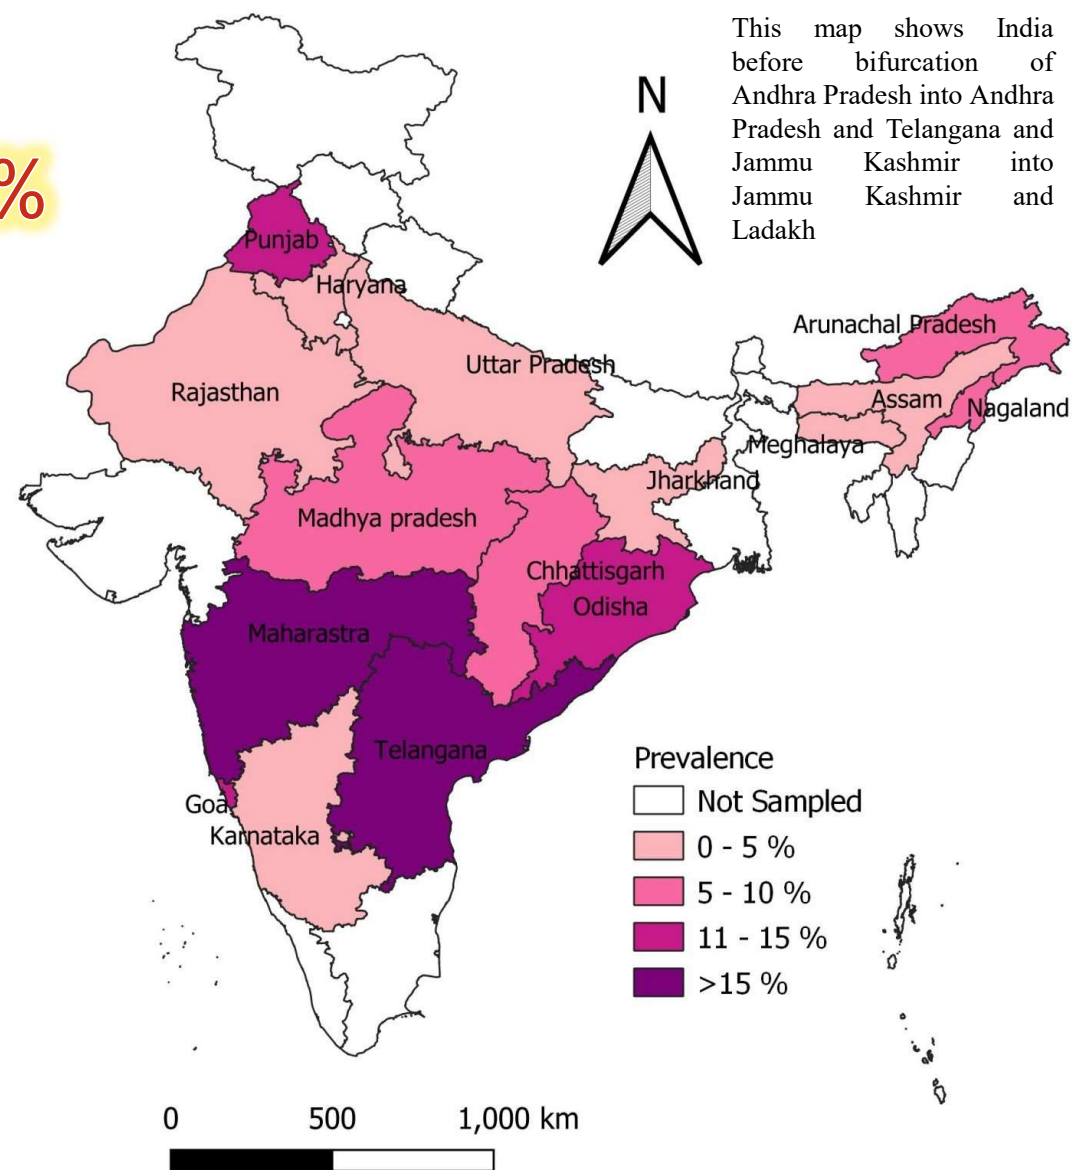 This map shows India
before bifurcation of
Andhra Pradesh into Andhra
Pradesh and Telangana and
Jammu Kashmir into
Jammu Kashmir and
Ladakh
N
%
Punjab
Haryana
Arunachal Pradesh
Uttar Pradesh
Rajasthan
Assam
Nagaland
Meghalaya
Jharkhand
Madhya pradesh
Chhattisgarh
Odisha
Maharastra
Telangana
Goa
Karnataka
Prevalence
Not Sampled
0 - 5 %
5 - 10 %
11 - 15 %
>15 %
0 500 1,000 km